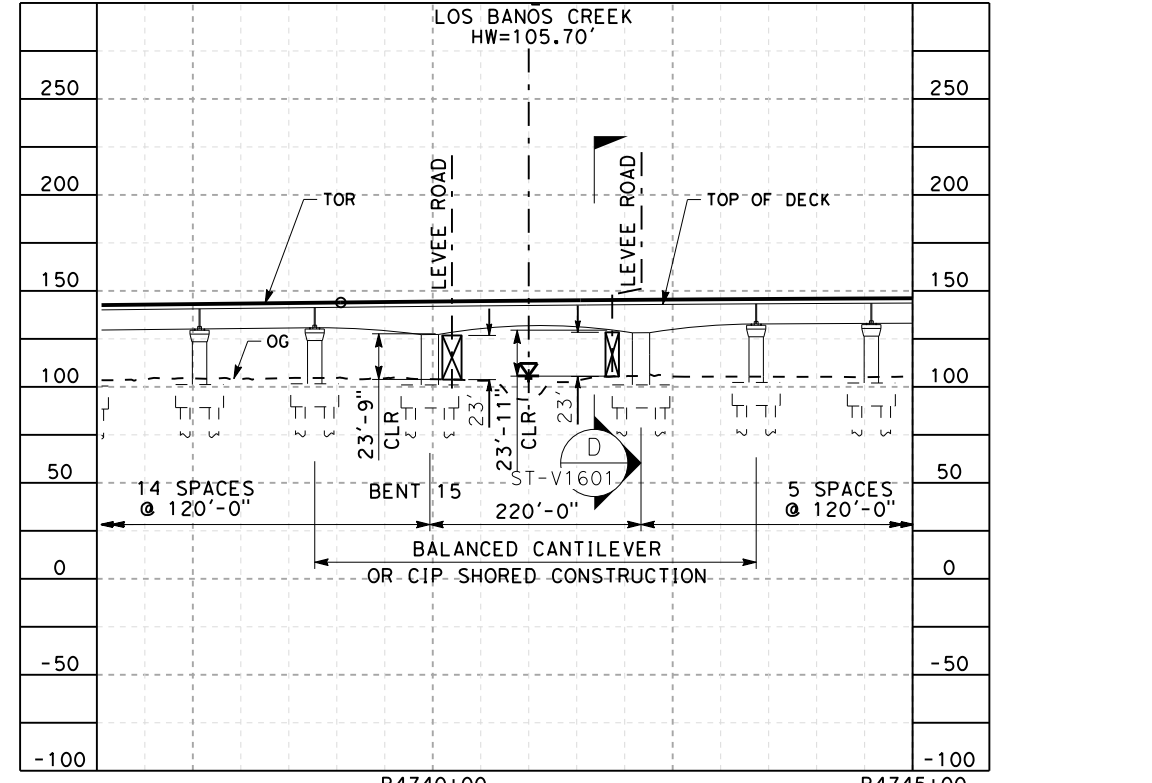 LOS BANOS CREEK
HW=105.70'
250
250
200
200
LEVEE ROAD
LEVEE ROAD
TOR
TOP OF DECK
150
150
OG
100
100
23'-9"
CLR
23'
23'-11"
CLR
23'
D
ST-V1601
50
50
14 SPACES
@ 120'-0"
BENT 15
220'-0"
5 SPACES
@ 120'-0"
BALANCED CANTILEVER
OR CIP SHORED CONSTRUCTION
0
0
-50
-50
-100
-100